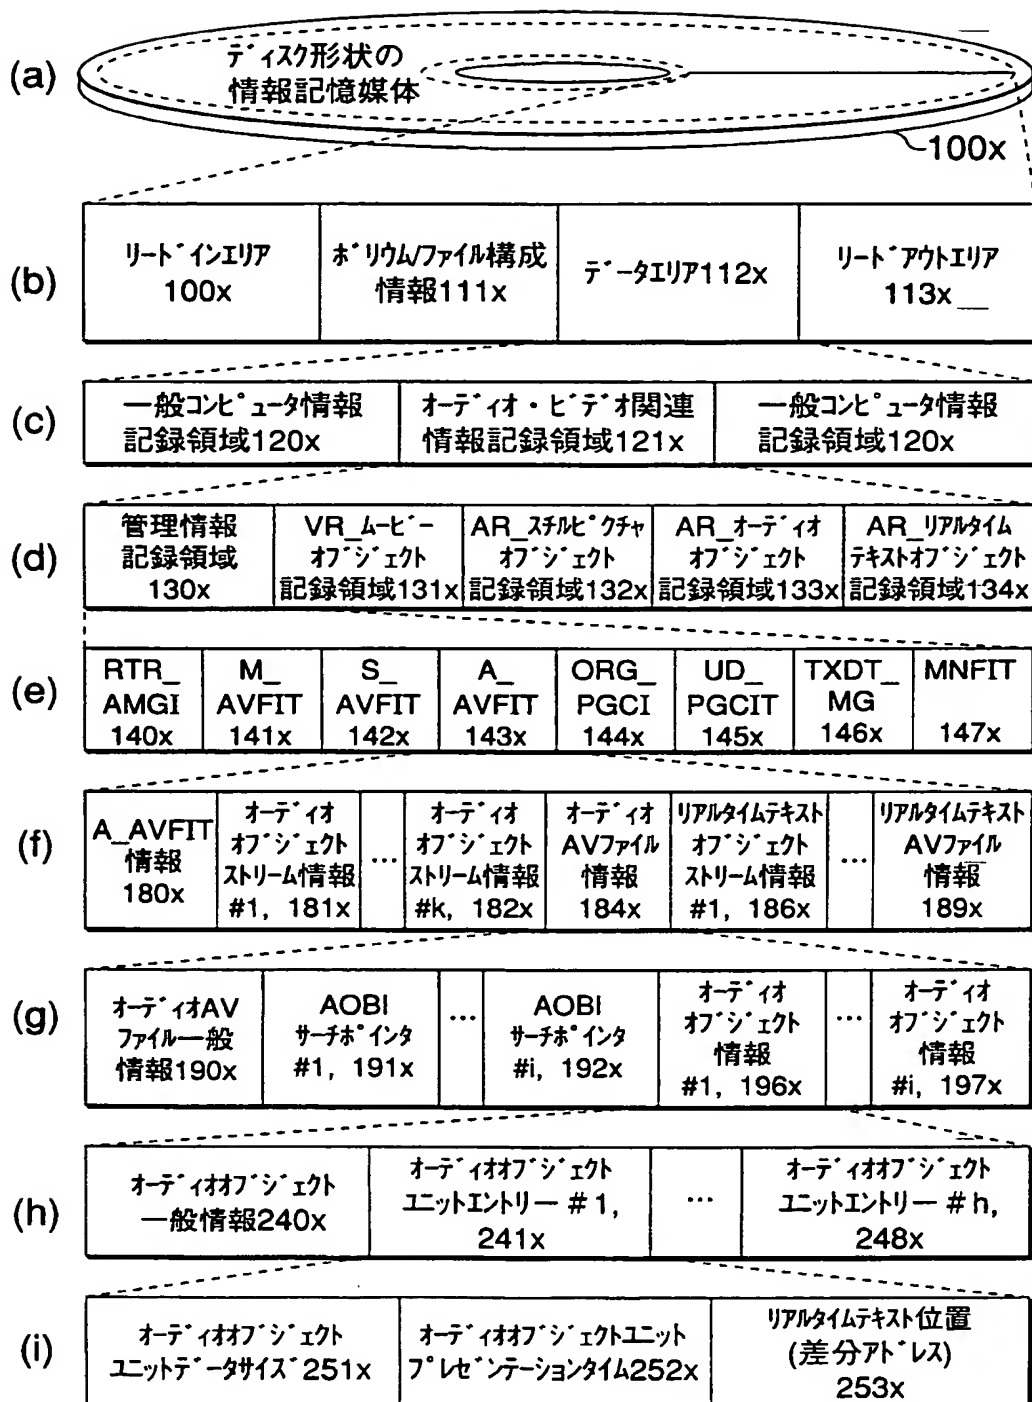 (a)
ディスク形状の
情報記憶媒体
100x
(b)
リードインエリア
100x
ボリウム/ファイル構成
情報111x
データエリア112x
リードアウトエリア
113x
(c)
一般コンピュータ情報
記録領域120x
オーディオ・ビデオ関連
情報記録領域121x
一般コンピュータ情報
記録領域120x
(d)
管理情報
記録領域
130x
VR_ムービー
オブジェクト
記録領域131x
AR_スチルピクチャ
オブジェクト
記録領域132x
AR_オーディオ
オブジェクト
記録領域133x
AR_リアルタイム
テキストオブジェクト
記録領域134x
(e)
RTR_
AMGI
140x
M_
AVFIT
141x
S_
AVFIT
142x
A_
AVFIT
143x
ORG_
PGCI
144x
UD_
PGCIT
145x
TXDT_
MG
146x
MNFIT
147x
(f)
A_AVFIT
情報
180x
オーディオ
オブジェクト
ストリーム情報
#1, 181x
…
オーディオ
オブジェクト
ストリーム情報
#k, 182x
オーディオ
AVファイル
情報
184x
リアルタイムテキスト
オブジェクト
ストリーム情報
#1, 186x
…
リアルタイムテキスト
AVファイル
情報
189x
(g)
オーディオAV
ファイル一般
情報190x
AOBI
サーチポインタ
#1, 191x
…
AOBI
サーチポインタ
#i, 192x
オーディオ
オブジェクト
情報
#1, 196x
…
オーディオ
オブジェクト
情報
#i, 197x
(h)
オーディオオブジェクト
一般情報240x
オーディオオブジェクト
ユニットエントリー#1,
241x
…
オーディオオブジェクト
ユニットエントリー#h,
248x
(i)
オーディオオブジェクト
ユニットデータサイズ251x
オーディオオブジェクトユニット
プレゼンテーションタイム252x
リアルタイムテキスト位置
(差分アドレス)
253x